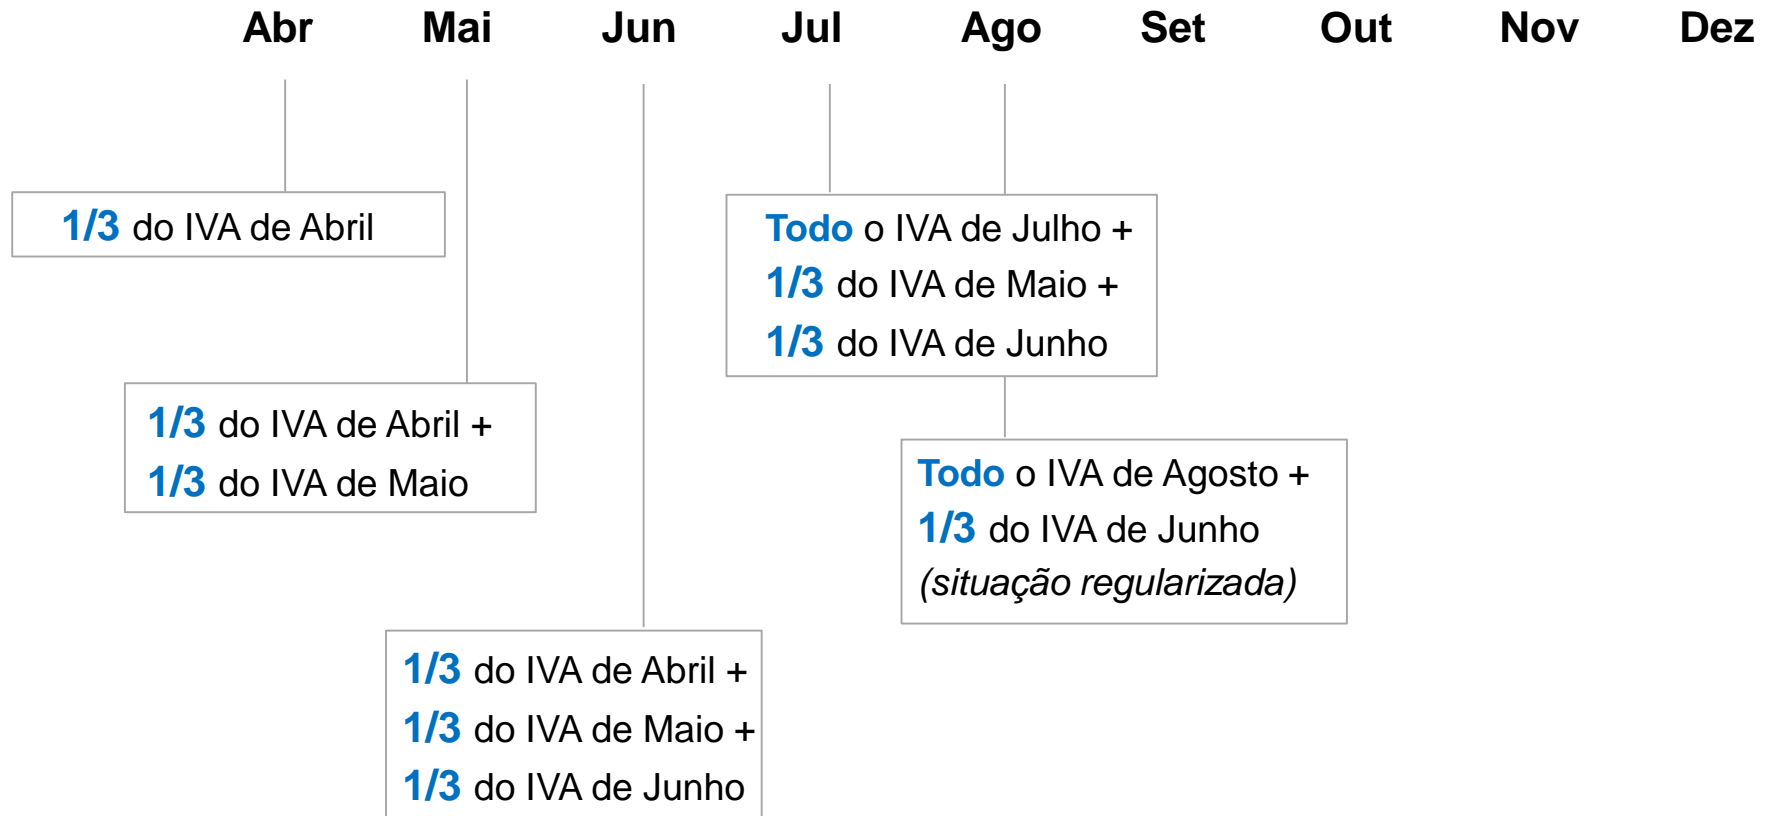 Abr Mai Jun Jul Ago Set Out Nov Dez
1/3 do IVA de Abril
1/3 do IVA de Abril +
1/3 do IVA de Maio
1/3 do IVA de Abril +
1/3 do IVA de Maio +
1/3 do IVA de Junho
Todo o IVA de Julho +
1/3 do IVA de Maio +
1/3 do IVA de Junho
Todo o IVA de Agosto +
1/3 do IVA de Junho
(situação regularizada)